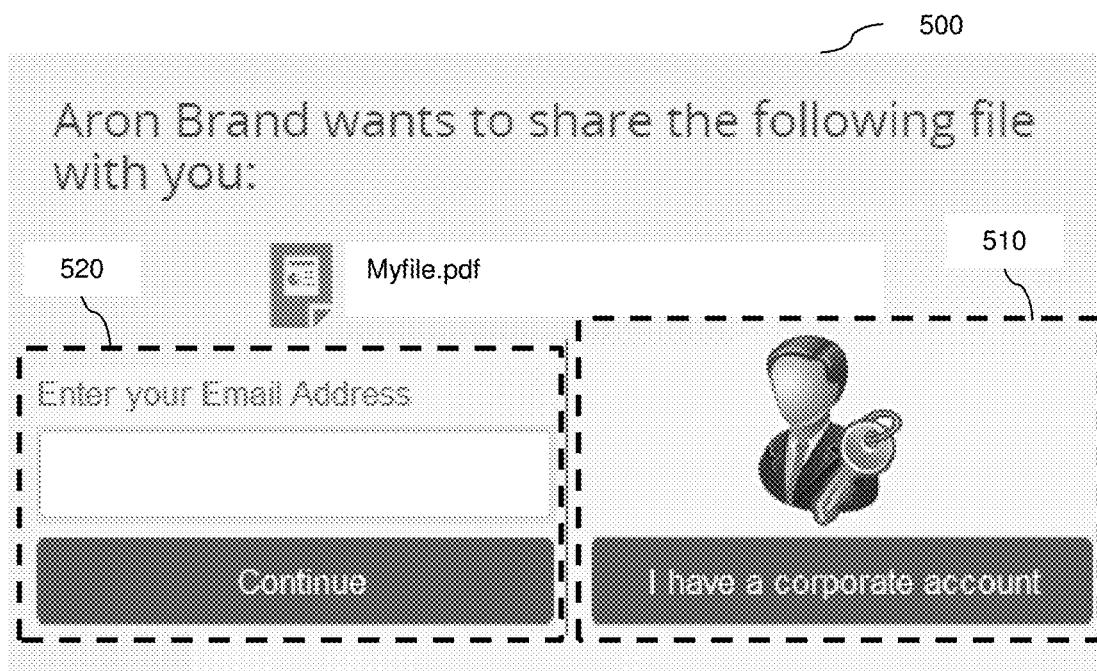 500
Aron Brand wants to share the following file
with you:
520
Myfile.pdf
510
Enter your Email Address
Continue
I have a corporate account